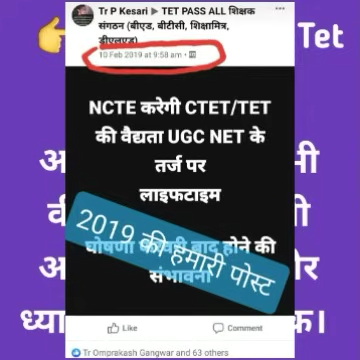 Tet
Tr P Kesari ▶ TET PASS ALL शिक्षक
संगठन (बीएड, बीटीसी, शिक्षामित्र,
डीएलएड)
10 Feb 2019 at 9:58 am
NCTE करेगी CTET/TET
की वैद्यता UGC NET के
तर्ज पर
लाइफटाइम
घोषणा बाद होने की
संभावना
2019 की हमारी पोस्ट
Like
Comment
Tr Omprakash Gangwar and 63 others